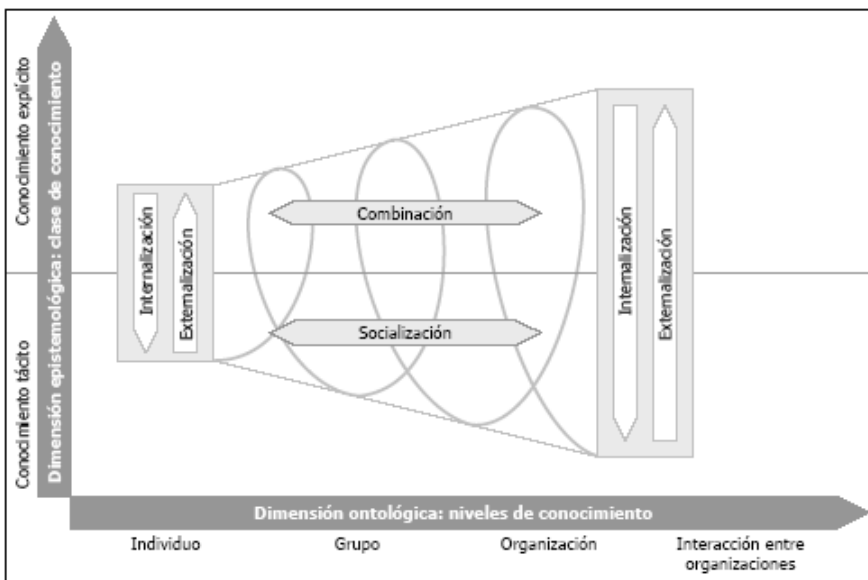 Conocimiento explícito
Conocimiento tácito
Dimensión epistemológica: clase de conocimiento
Internalización
Externalización
Combinación
Socialización
Internalización
Externalización
Dimensión ontológica: niveles de conocimiento
Individuo
Grupo
Organización
Interacción entre
organizaciones